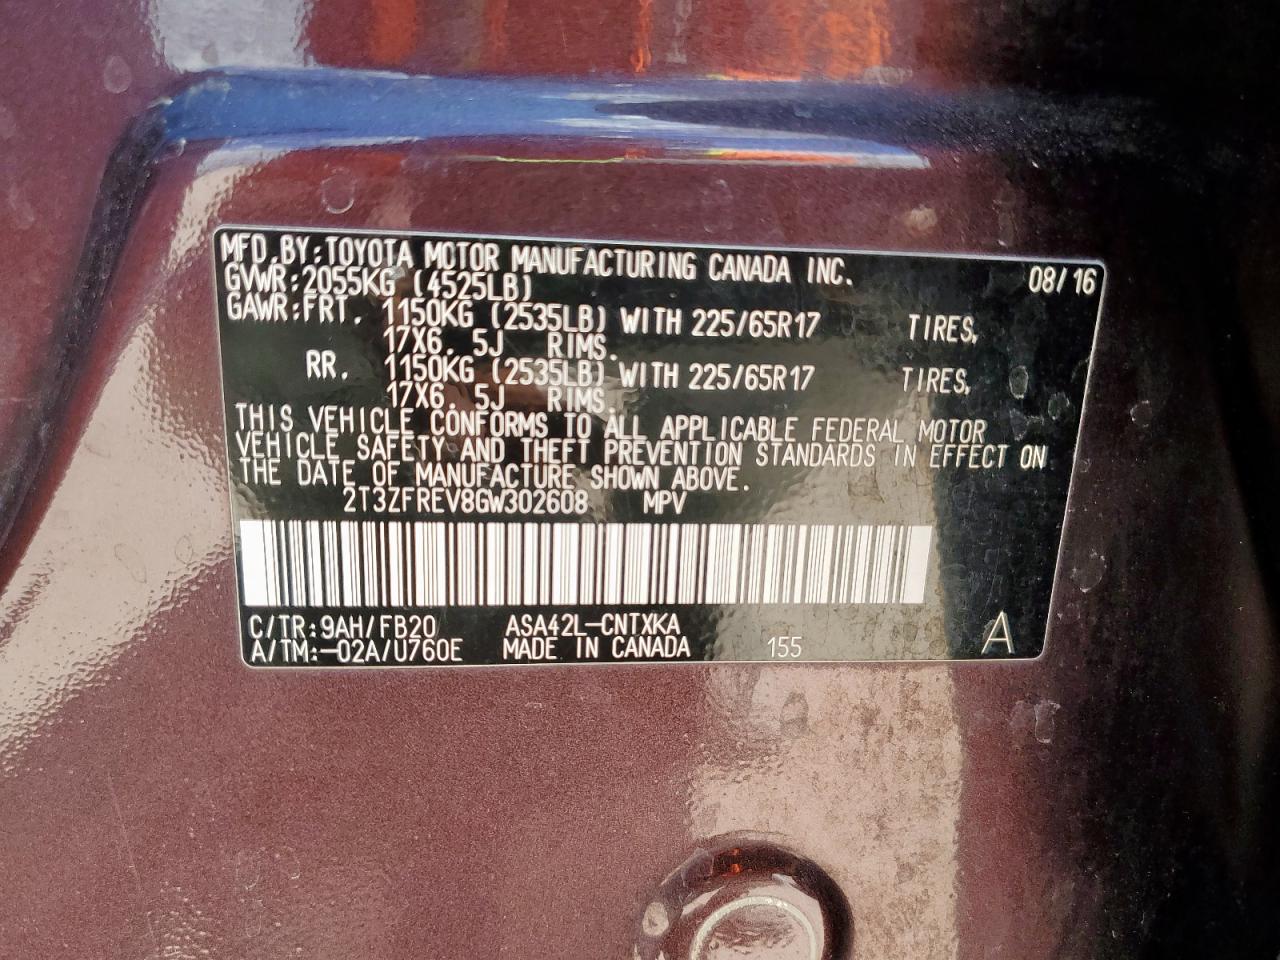 MFD.BY:TOYOTA MOTOR MANUFACTURING CANADA INC. 08/16
GVWR:2055KG (4525LB)
GAWR:FRT. 1150KG (2535LB) WITH 225/65R17 TIRES,
17X6. 5J RIMS.
RR. 1150KG (2535LB) WITH 225/65R17 TIRES,
17X6. 5J RIMS.
THIS VEHICLE CONFORMS TO ALL APPLICABLE FEDERAL MOTOR
VEHICLE SAFETY AND THEFT PREVENTION STANDARDS IN EFFECT ON
THE DATE OF MANUFACTURE SHOWN ABOVE.
2T3ZFREV8GW302608 MPV
C/TR:9AH/FB20 ASA42L-CNTXKA
A/TM:-02A/U760E MADE IN CANADA 155 A